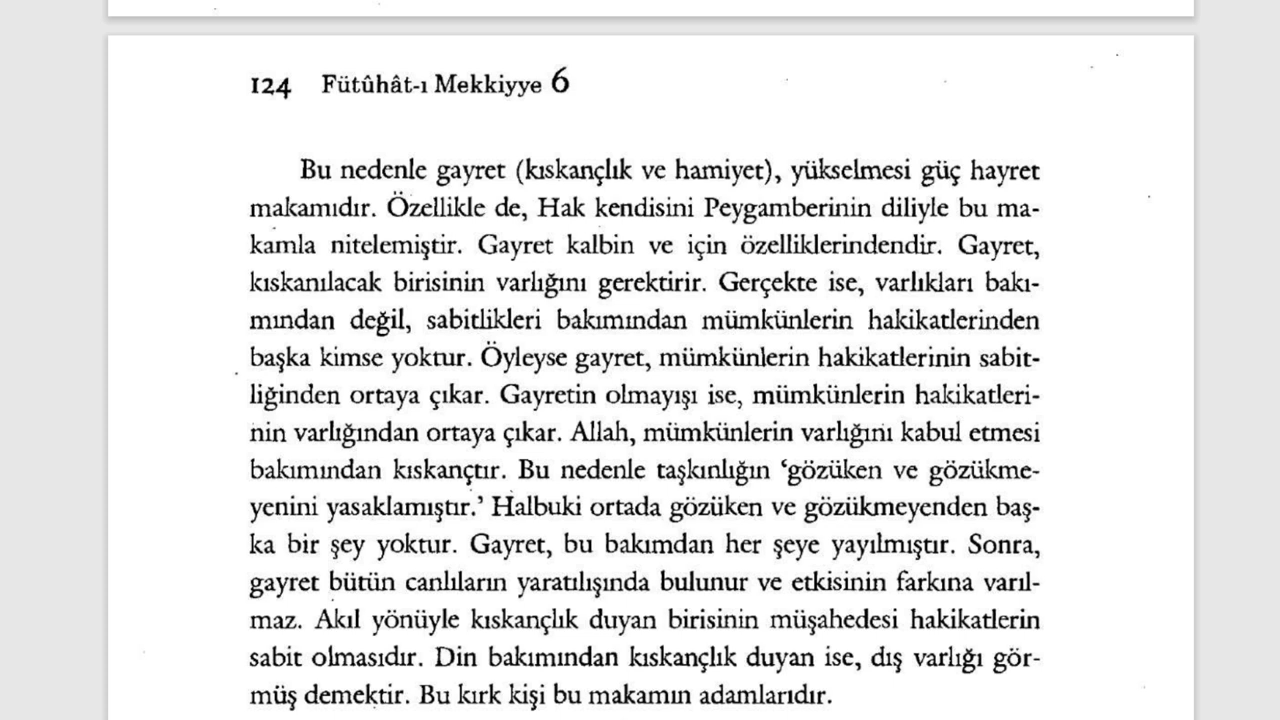 124 Fütûhât-ı Mekkiyye 6
Bu nedenle gayret (kıskançlık ve hamiyet), yükselmesi güç hayret
makamıdır. Özellikle de, Hak kendisini Peygamberinin diliyle bu ma-
kamla nitelemiştir. Gayret kalbin ve için özelliklerindendir. Gayret,
kıskanılacak birisinin varlığını gerektirir. Gerçekte ise, varlıkları bakı-
mından değil, sabitlikleri bakımından mümkünlerin hakikatlerinden
başka kimse yoktur. Öyleyse gayret, mümkünlerin hakikatlerinin sabit-
liğinden ortaya çıkar. Gayretin olmayışı ise, mümkünlerin hakikatleri-
nin varlığından ortaya çıkar. Allah, mümkünlerin varlığını kabul etmesi
bakımından kıskançtır. Bu nedenle taşkınlığın ‘gözüken ve gözükme-
yenini yasaklamıştır.’ Halbuki ortada gözüken ve gözükmeyenden baş-
ka bir şey yoktur. Gayret, bu bakımdan her şeye yayılmıştır. Sonra,
gayret bütün canlıların yaratılışında bulunur ve etkisinin farkına varıl-
maz. Akıl yönüyle kıskançlık duyan birisinin müşahedesi hakikatlerin
sabit olmasıdır. Din bakımından kıskançlık duyan ise, dış varlığı gör-
müş demektir. Bu kırk kişi bu makamın adamlarıdır.